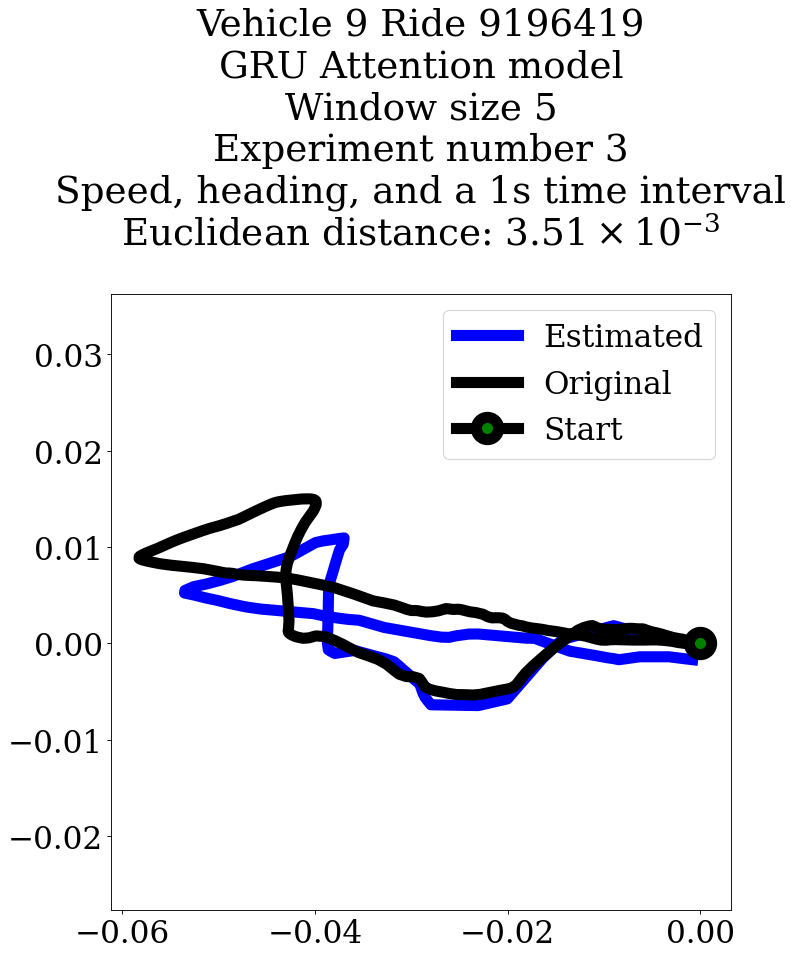 Vehicle 9 Ride 9196419
GRU Attention model
Window size 5
Experiment number 3
Speed, heading, and a 1s time interval
Euclidean distance: 3.51 × 10⁻³
Estimated
Original
Start
0.03
0.02
0.01
0.00
−0.01
−0.02
−0.06 −0.04 −0.02 0.00